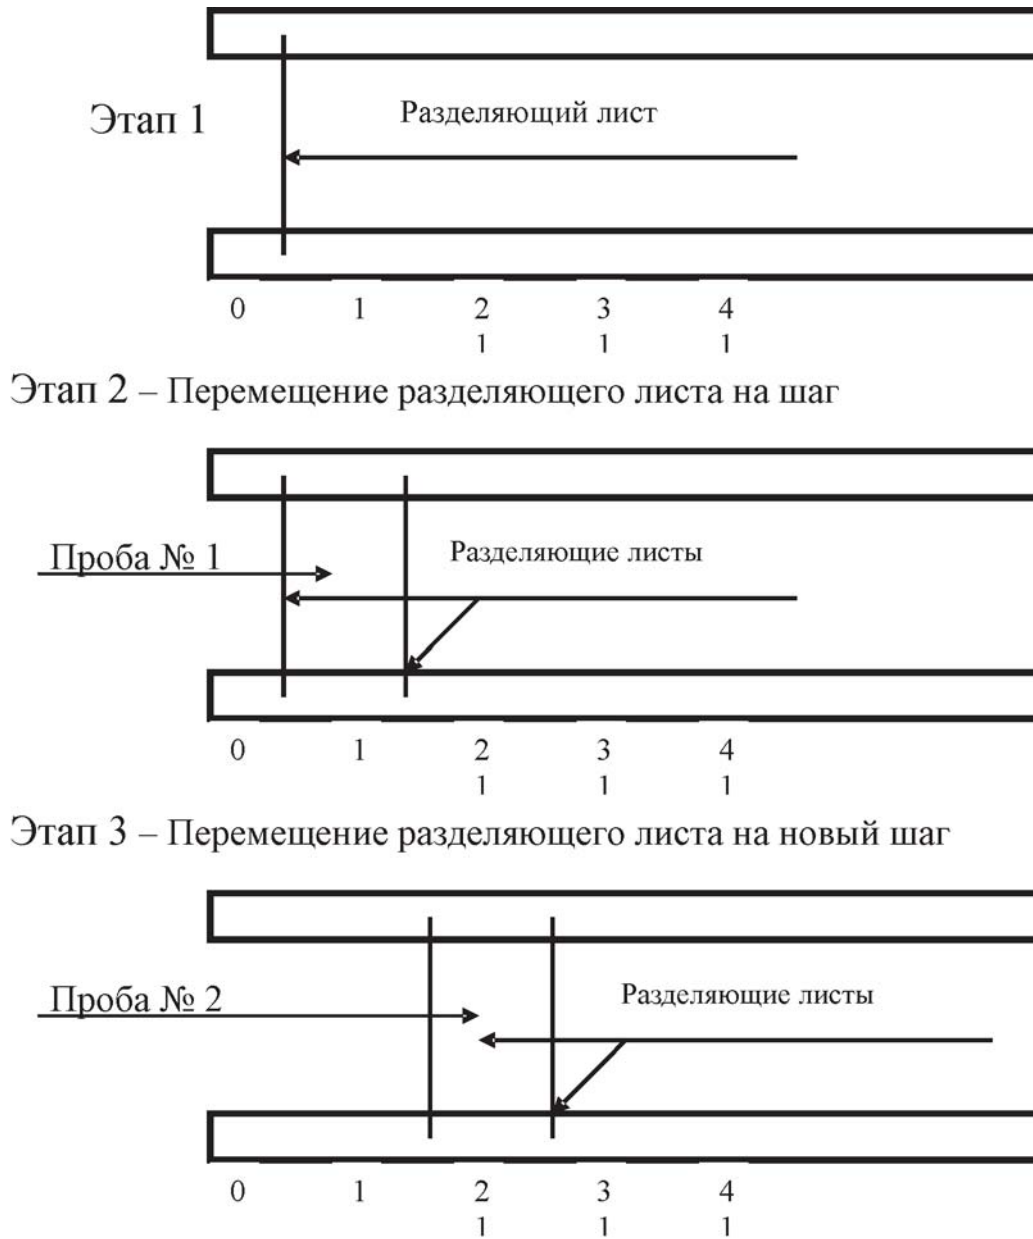 Этап 1
Разделяющий лист
0 1 2 3 4
1 1 1
Этап 2 – Перемещение разделяющего листа на шаг
Проба № 1
Разделяющие листы
0 1 2 3 4
1 1 1
Этап 3 – Перемещение разделяющего листа на новый шаг
Проба № 2
Разделяющие листы
0 1 2 3 4
1 1 1